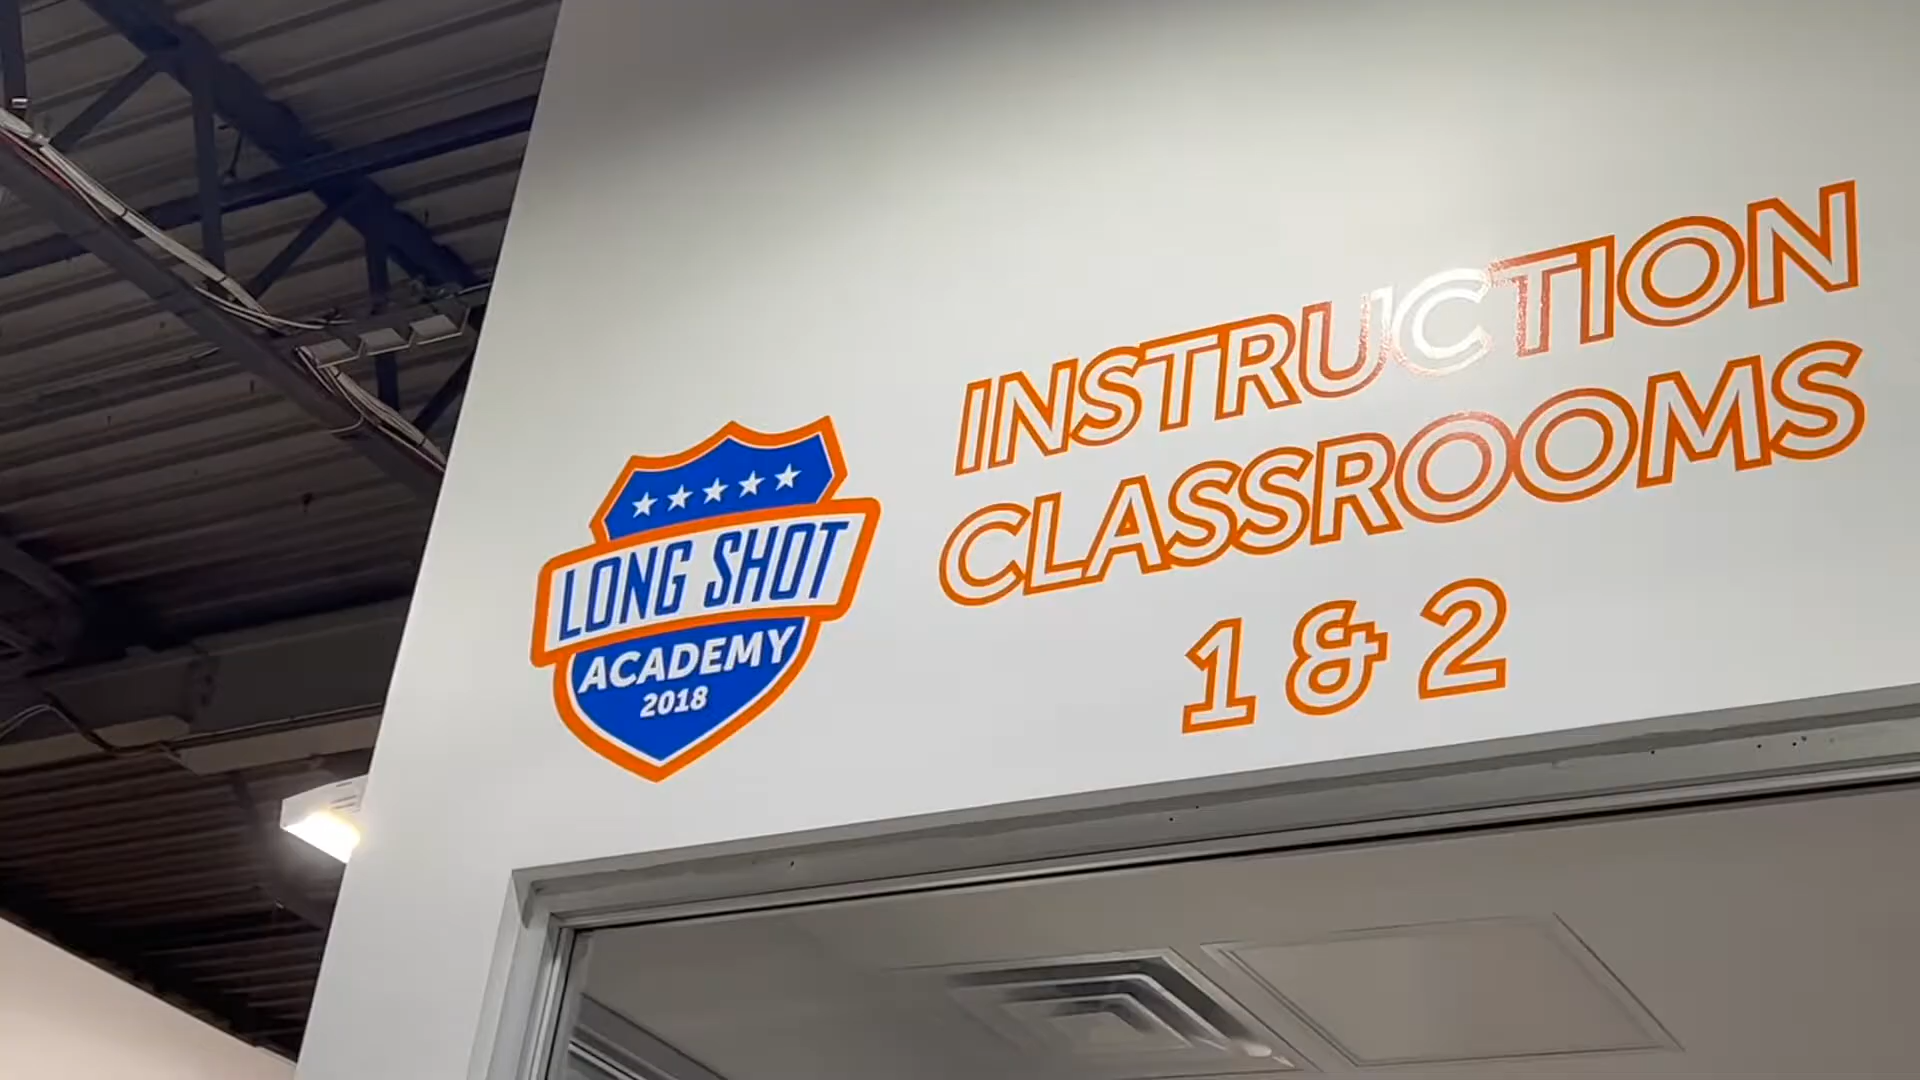 LONG SHOT
ACADEMY
2018
INSTRUCTION
CLASSROOMS
1 & 2